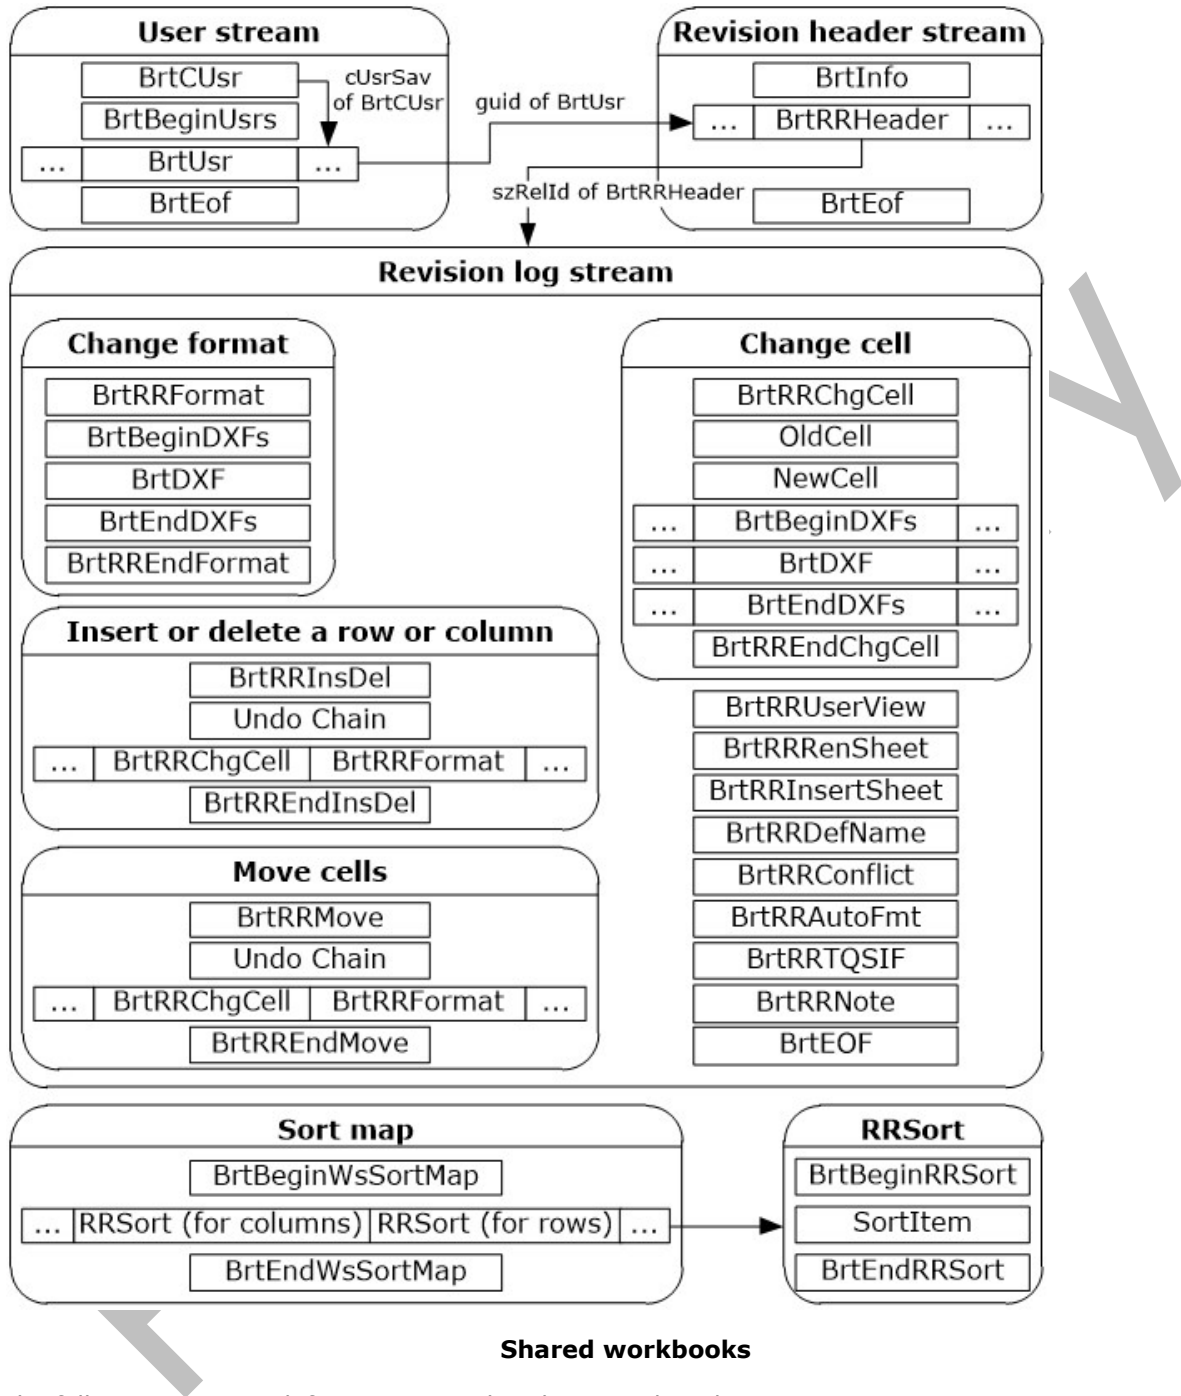 User stream
BrtCUsr
BrtBeginUsrs
... BrtUsr ...
BrtEof
cUsrSav
of BrtCUsr
guid of BrtUsr
Revision header stream
BrtInfo
... BrtRRHeader ...
BrtEof
szRelId of BrtRRHeader
Revision log stream
Change format
BrtRRFormat
BrtBeginDXFs
BrtDXF
BrtEndDXFs
BrtRREndFormat
Insert or delete a row or column
BrtRRInsDel
Undo Chain
... BrtRRChgCell BrtRRFormat ...
BrtRREndInsDel
Move cells
BrtRRMove
Undo Chain
... BrtRRChgCell BrtRRFormat ...
BrtRREndMove
Change cell
BrtRRChgCell
OldCell
NewCell
... BrtBeginDXFs ...
... BrtDXF ...
... BrtEndDXFs ...
BrtRREndChgCell
BrtRRUserView
BrtRRRenSheet
BrtRRInsertSheet
BrtRRDefName
BrtRRConflict
BrtRRAutoFmt
BrtRRTQSIF
BrtRRNote
BrtEOF
Sort map
BrtBeginWsSortMap
... RRSort (for columns) RRSort (for rows) ...
BrtEndWsSortMap
RRSort
BrtBeginRRSort
SortItem
BrtEndRRSort
Shared workbooks